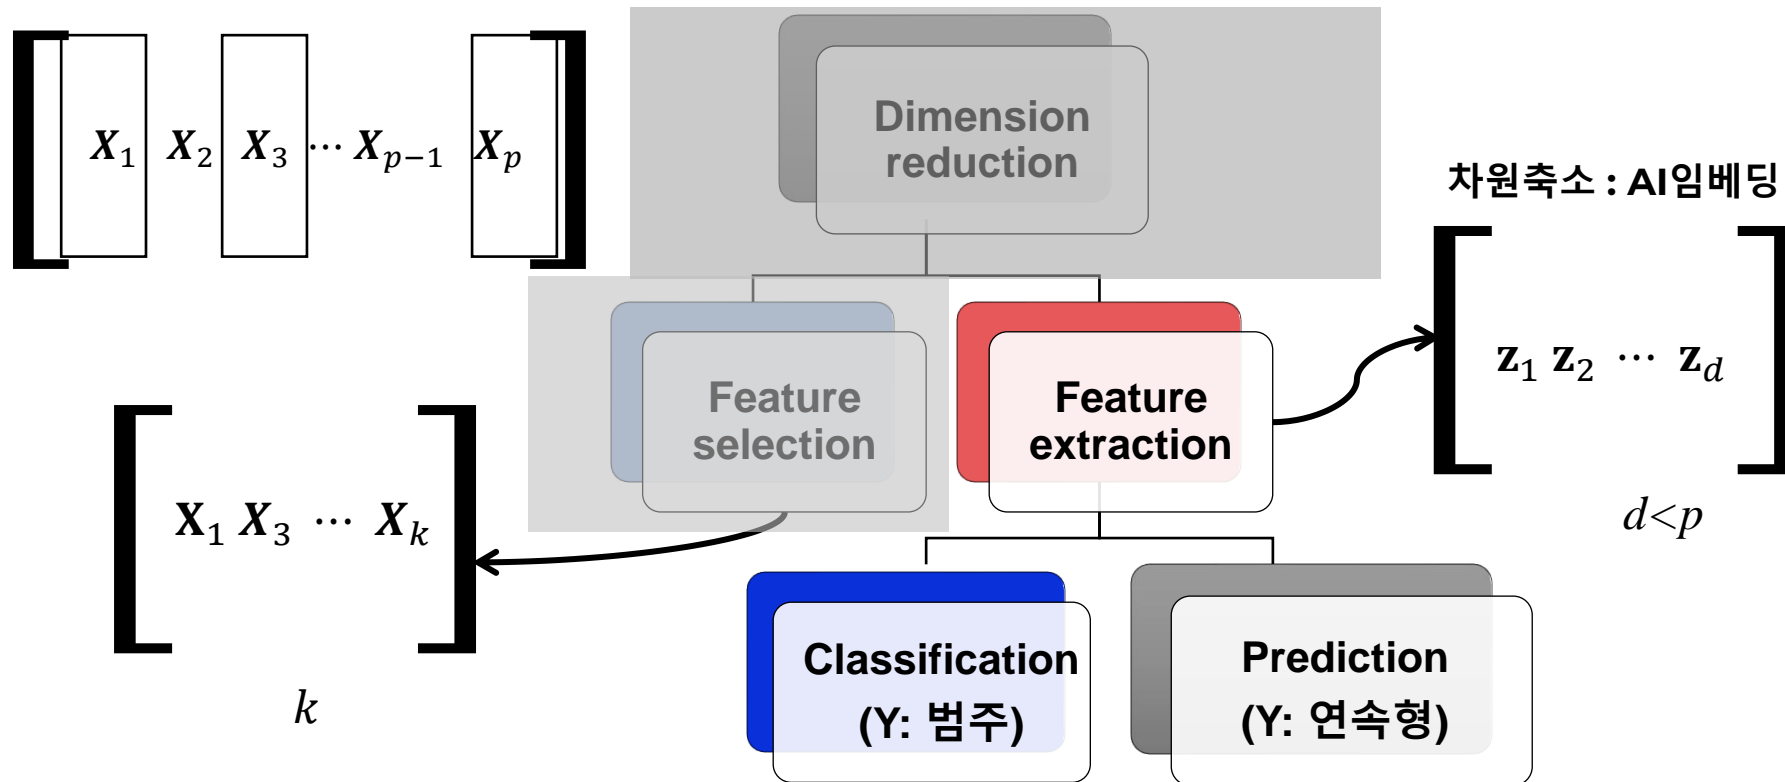 X₁ X₂ X₃ ⋯ Xₚ₋₁ Xₚ
Dimension
reduction
차원축소 : AI임베딩
z₁ z₂ ⋯ z_d
d<p
Feature
selection
Feature
extraction
X₁ X₃ ⋯ Xₖ
k
Classification
(Y: 범주)
Prediction
(Y: 연속형)